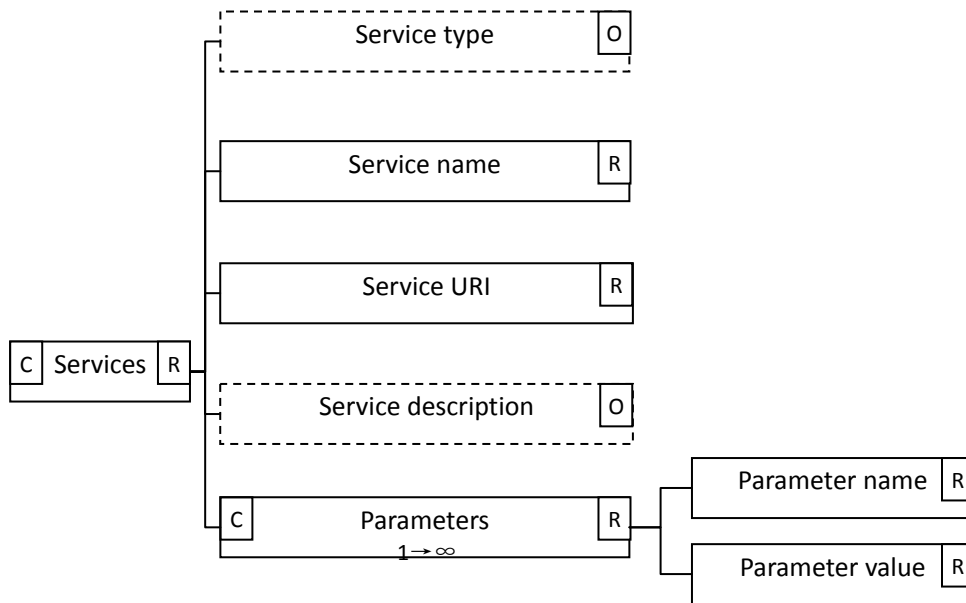 Service type O
Service name R
Service URI R
C Services R
Service description O
C Parameters R
1→∞
Parameter name R
Parameter value R